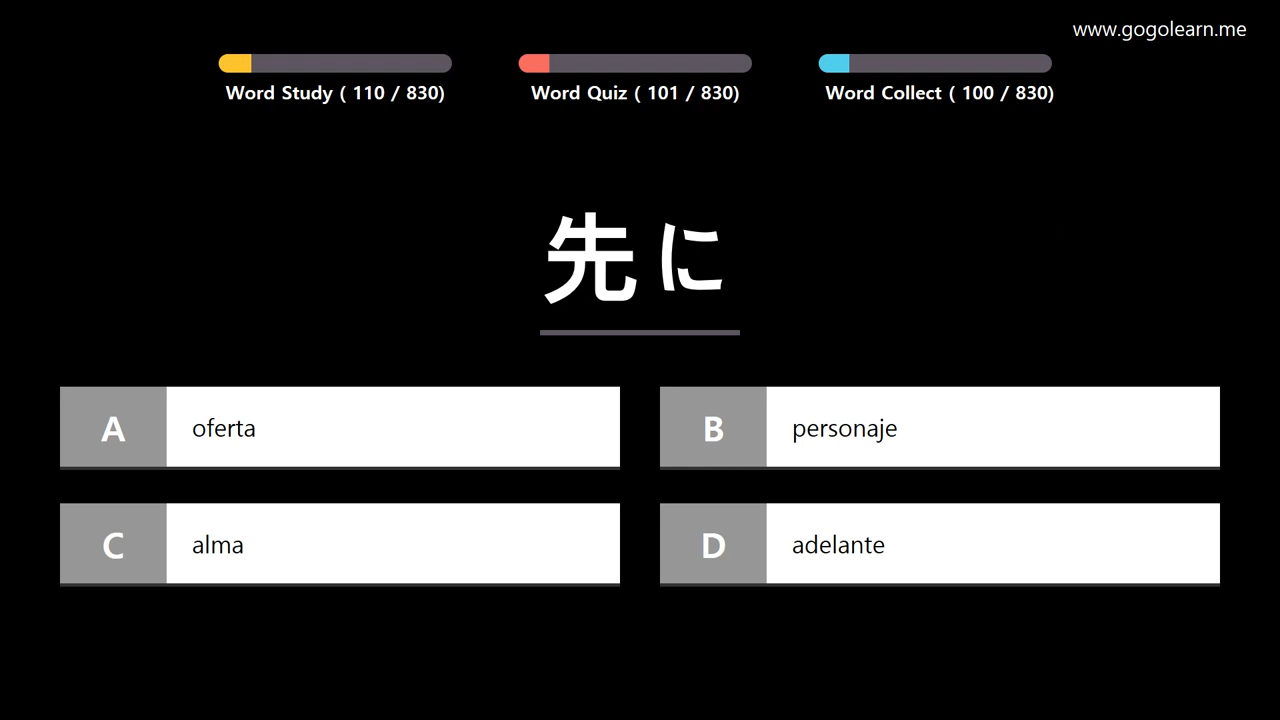 www.gogolearn.me
Word Study ( 110 / 830)
Word Quiz ( 101 / 830)
Word Collect ( 100 / 830)
先に
A oferta
B personaje
C alma
D adelante